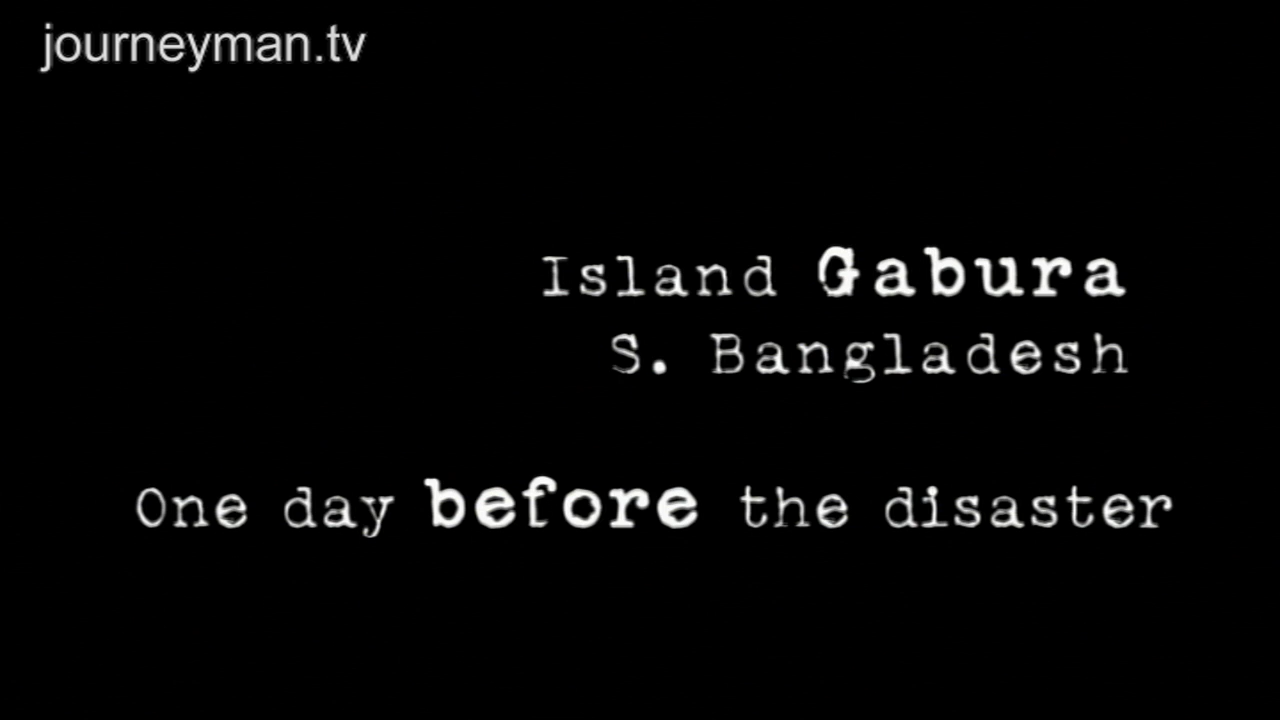 journeyman.tv
Island Gabura
S. Bangladesh
One day before the disaster